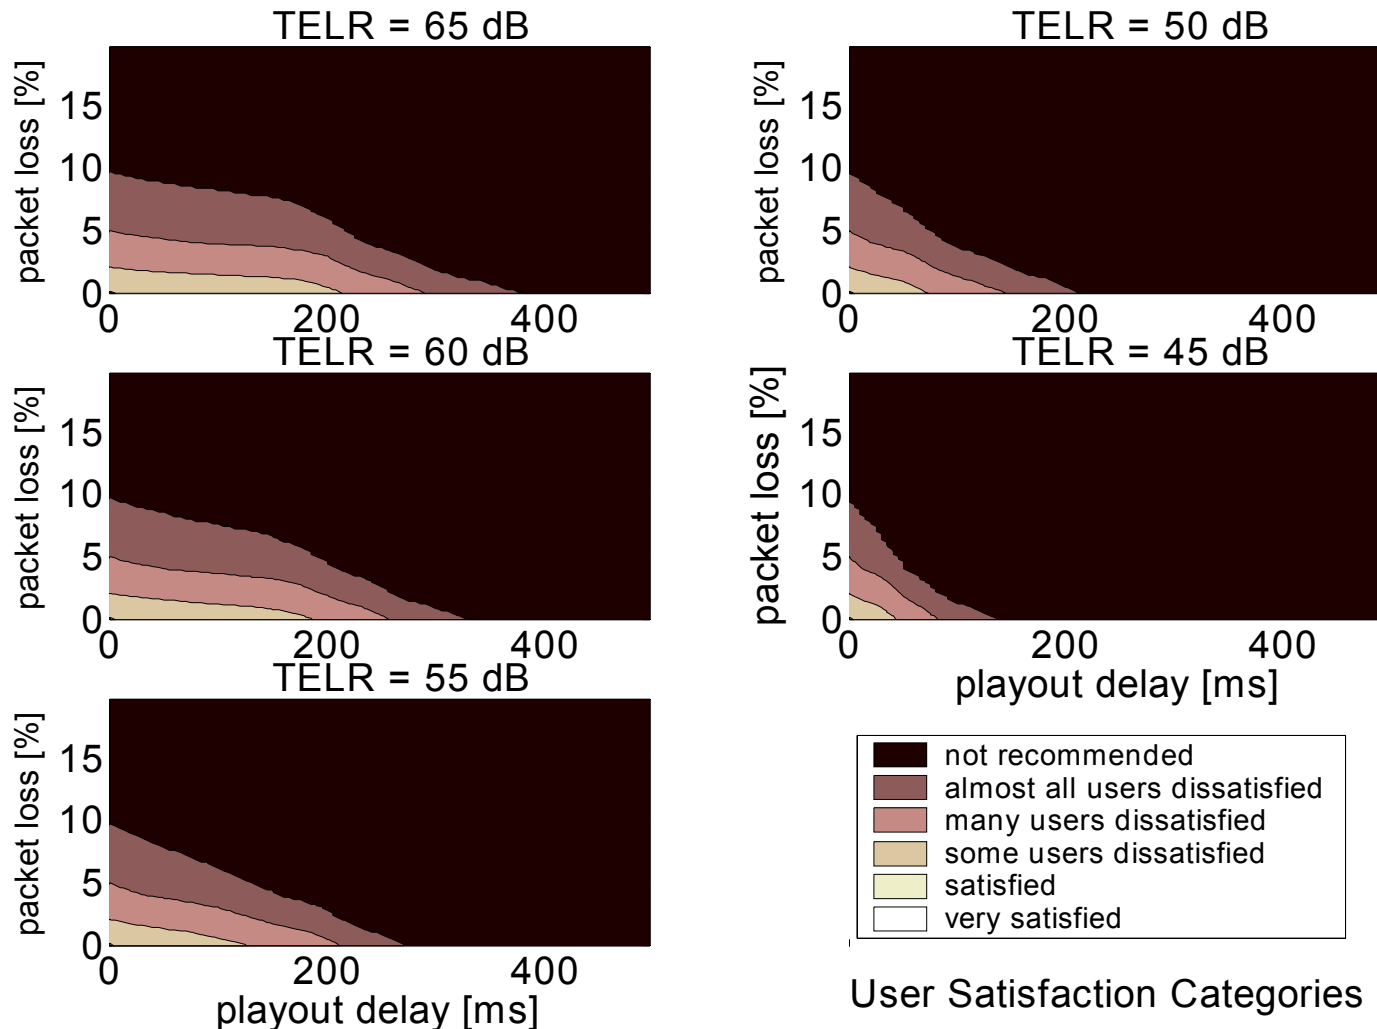 TELR = 65 dB
packet loss [%]
15
10
5
0
0 200 400
TELR = 60 dB
packet loss [%]
15
10
5
0
0 200 400
TELR = 55 dB
packet loss [%]
15
10
5
0
0 200 400
playout delay [ms]
TELR = 50 dB
packet loss [%]
15
10
5
0
0 200 400
TELR = 45 dB
packet loss [%]
15
10
5
0
0 200 400
playout delay [ms]
not recommended
almost all users dissatisfied
many users dissatisfied
some users dissatisfied
satisfied
very satisfied
User Satisfaction Categories